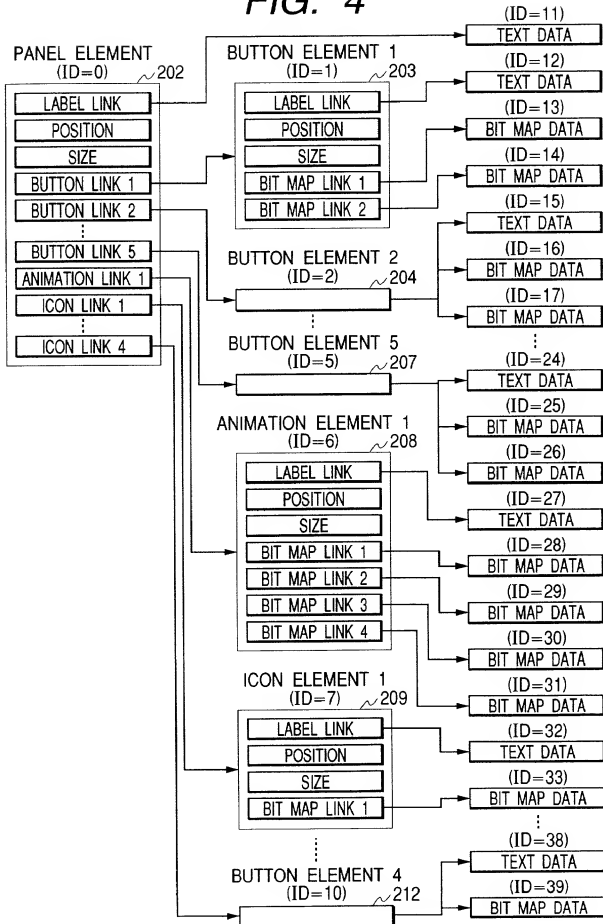 FIG. 4
PANEL ELEMENT
(ID=0)
202
LABEL LINK
POSITION
SIZE
BUTTON LINK 1
BUTTON LINK 2
BUTTON LINK 5
ANIMATION LINK 1
ICON LINK 1
ICON LINK 4
BUTTON ELEMENT 1
(ID=1)
203
LABEL LINK
POSITION
SIZE
BIT MAP LINK 1
BIT MAP LINK 2
BUTTON ELEMENT 2
(ID=2)
204
BUTTON ELEMENT 5
(ID=5)
207
ANIMATION ELEMENT 1
(ID=6)
208
LABEL LINK
POSITION
SIZE
BIT MAP LINK 1
BIT MAP LINK 2
BIT MAP LINK 3
BIT MAP LINK 4
ICON ELEMENT 1
(ID=7)
209
LABEL LINK
POSITION
SIZE
BIT MAP LINK 1
BUTTON ELEMENT 4
(ID=10)
212
(ID=11)
TEXT DATA
(ID=12)
TEXT DATA
(ID=13)
BIT MAP DATA
(ID=14)
BIT MAP DATA
(ID=15)
TEXT DATA
(ID=16)
BIT MAP DATA
(ID=17)
BIT MAP DATA
(ID=24)
TEXT DATA
(ID=25)
BIT MAP DATA
(ID=26)
BIT MAP DATA
(ID=27)
TEXT DATA
(ID=28)
BIT MAP DATA
(ID=29)
BIT MAP DATA
(ID=30)
BIT MAP DATA
(ID=31)
BIT MAP DATA
(ID=32)
TEXT DATA
(ID=33)
BIT MAP DATA
(ID=38)
TEXT DATA
(ID=39)
BIT MAP DATA